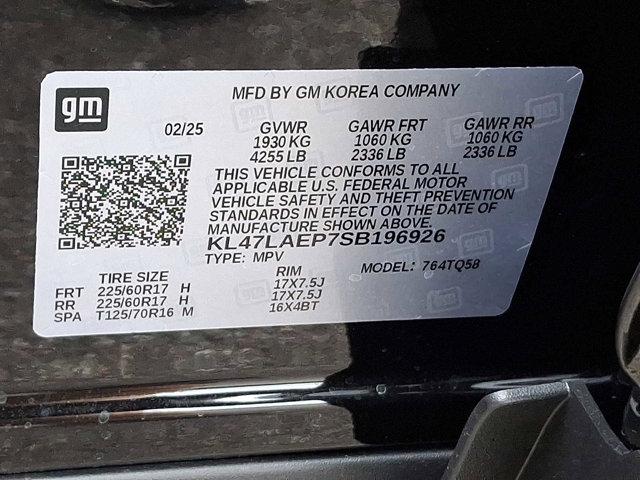 gm
MFD BY GM KOREA COMPANY
02/25 GVWR GAWR FRT GAWR RR
1930 KG 1060 KG 1060 KG
4255 LB 2336 LB 2336 LB
THIS VEHICLE CONFORMS TO ALL
APPLICABLE U.S. FEDERAL MOTOR
VEHICLE SAFETY AND THEFT PREVENTION
STANDARDS IN EFFECT ON THE DATE OF
MANUFACTURE SHOWN ABOVE.
KL47LAEP7SB196926
TYPE: MPV MODEL: 764TQ58
TIRE SIZE RIM
FRT 225/60R17 H 17X7.5J
RR 225/60R17 H 17X7.5J
SPA T125/70R16 M 16X4BT